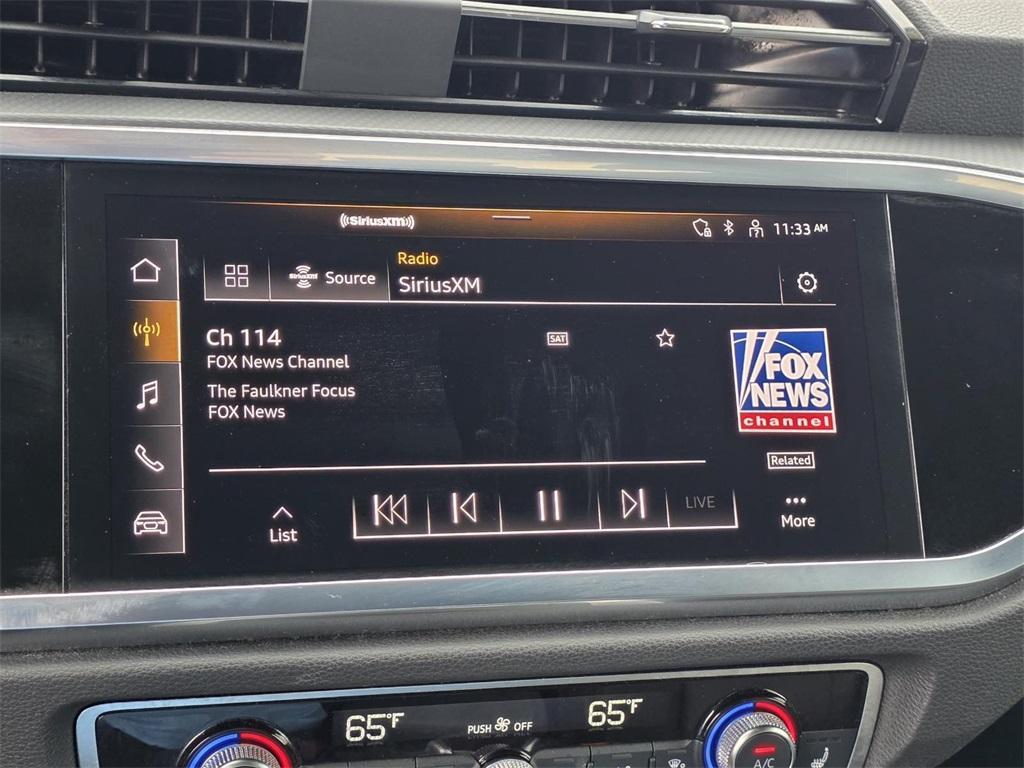 ((SiriusXM))
11:33 AM
Radio
SiriusXM
SiriusXM Source
Ch 114
SAT
FOX News Channel
The Faulkner Focus
FOX News
FOX
NEWS
channel
Related
LIVE
List
More
65°F
PUSH OFF
65°F
A/C